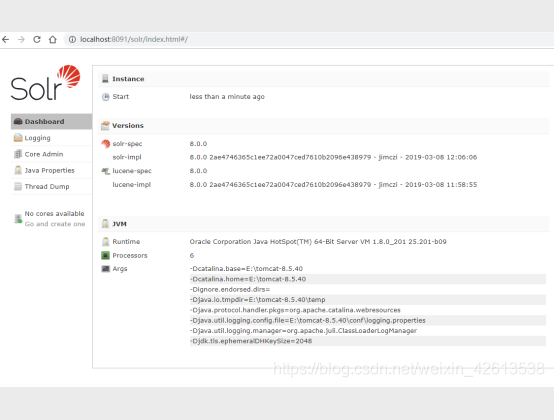 localhost:8091/solr/index.html#/
Solr
Instance
Start less than a minute ago
Versions
solr-spec 8.0.0
solr-impl 8.0.0 2ae4746365c1ee72a0047ced7610b2096e438979 - jimczi - 2019-03-08 12:06:06
lucene-spec 8.0.0
lucene-impl 8.0.0 2ae4746365c1ee72a0047ced7610b2096e438979 - jimczi - 2019-03-08 11:58:55
JVM
Runtime Oracle Corporation Java HotSpot(TM) 64-Bit Server VM 1.8.0_201 25.201-b09
Processors 6
Args
-Dcatalina.base=E:\tomcat-8.5.40
-Dcatalina.home=E:\tomcat-8.5.40
-Dignore.endorsed.dirs=
-Djava.io.tmpdir=E:\tomcat-8.5.40\temp
-Djava.protocol.handler.pkgs=org.apache.catalina.webresources
-Djava.util.logging.config.file=E:\tomcat-8.5.40\conf\logging.properties
-Djava.util.logging.manager=org.apache.juli.ClassLoaderLogManager
-Djdk.tls.ephemeralDHKeySize=2048
Dashboard
Logging
Core Admin
Java Properties
Thread Dump
No cores available
Go and create one
https://blog.csdn.net/weixin_42613538